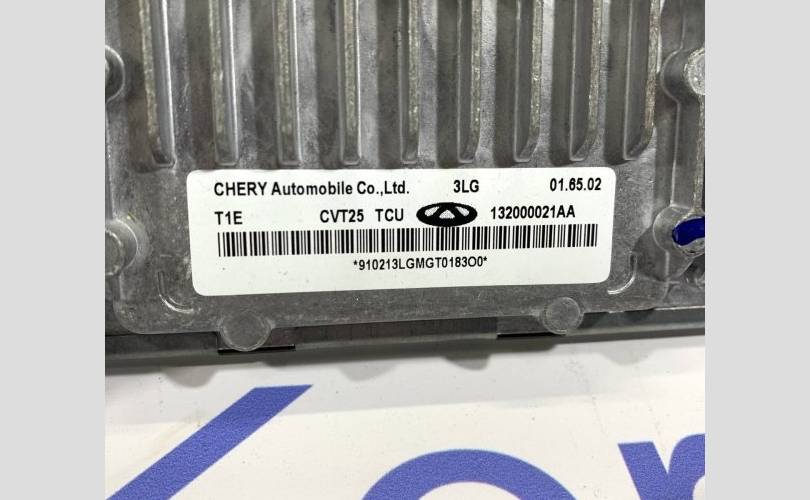 CHERY Automobile Co.,Ltd. 3LG 01.65.02
T1E CVT25 TCU 132000021AA
*910213LGMGT0183O0*